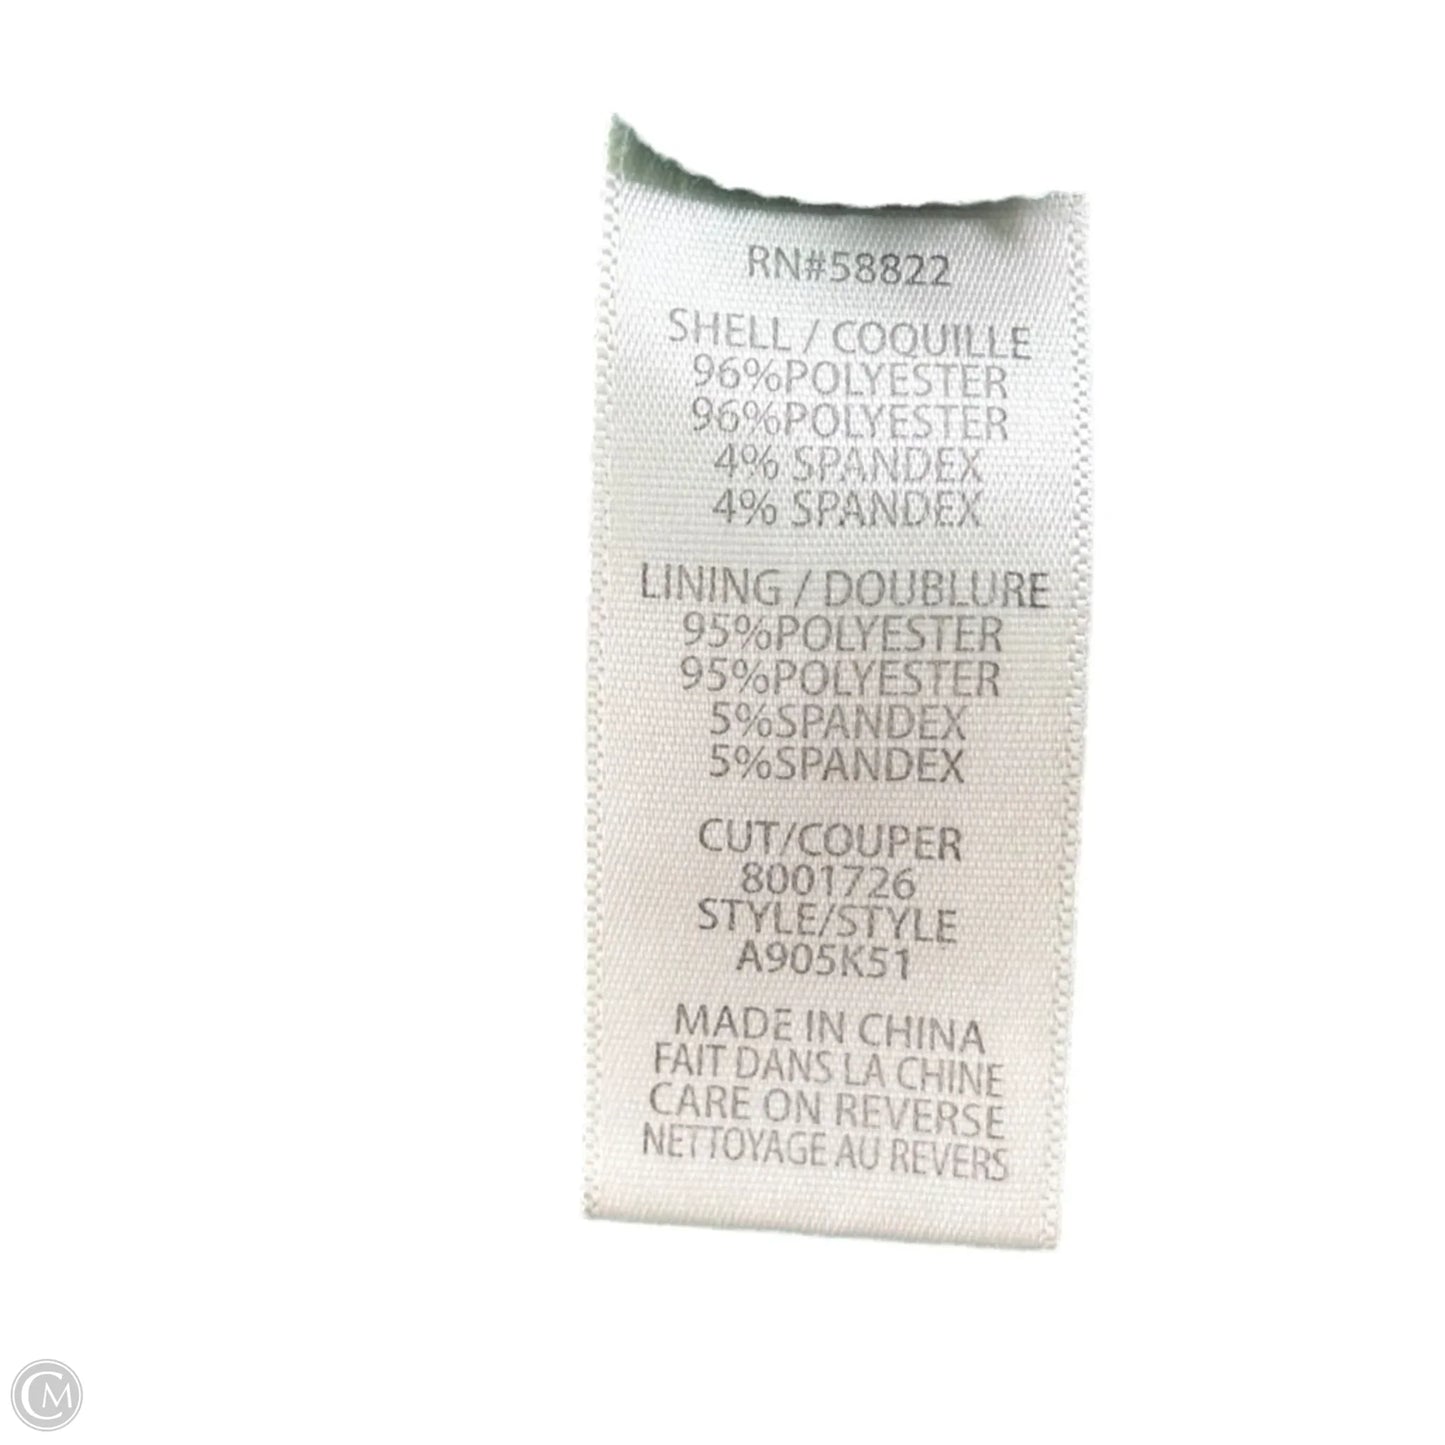 RN#58822
SHELL / COQUILLE
96%POLYESTER
96%POLYESTER
4% SPANDEX
4% SPANDEX
LINING / DOUBLURE
95%POLYESTER
95%POLYESTER
5%SPANDEX
5%SPANDEX
CUT/COUPER
8001726
STYLE/STYLE
A905K51
MADE IN CHINA
FAIT DANS LA CHINE
CARE ON REVERSE
NETTOYAGE AU REVERS
CM